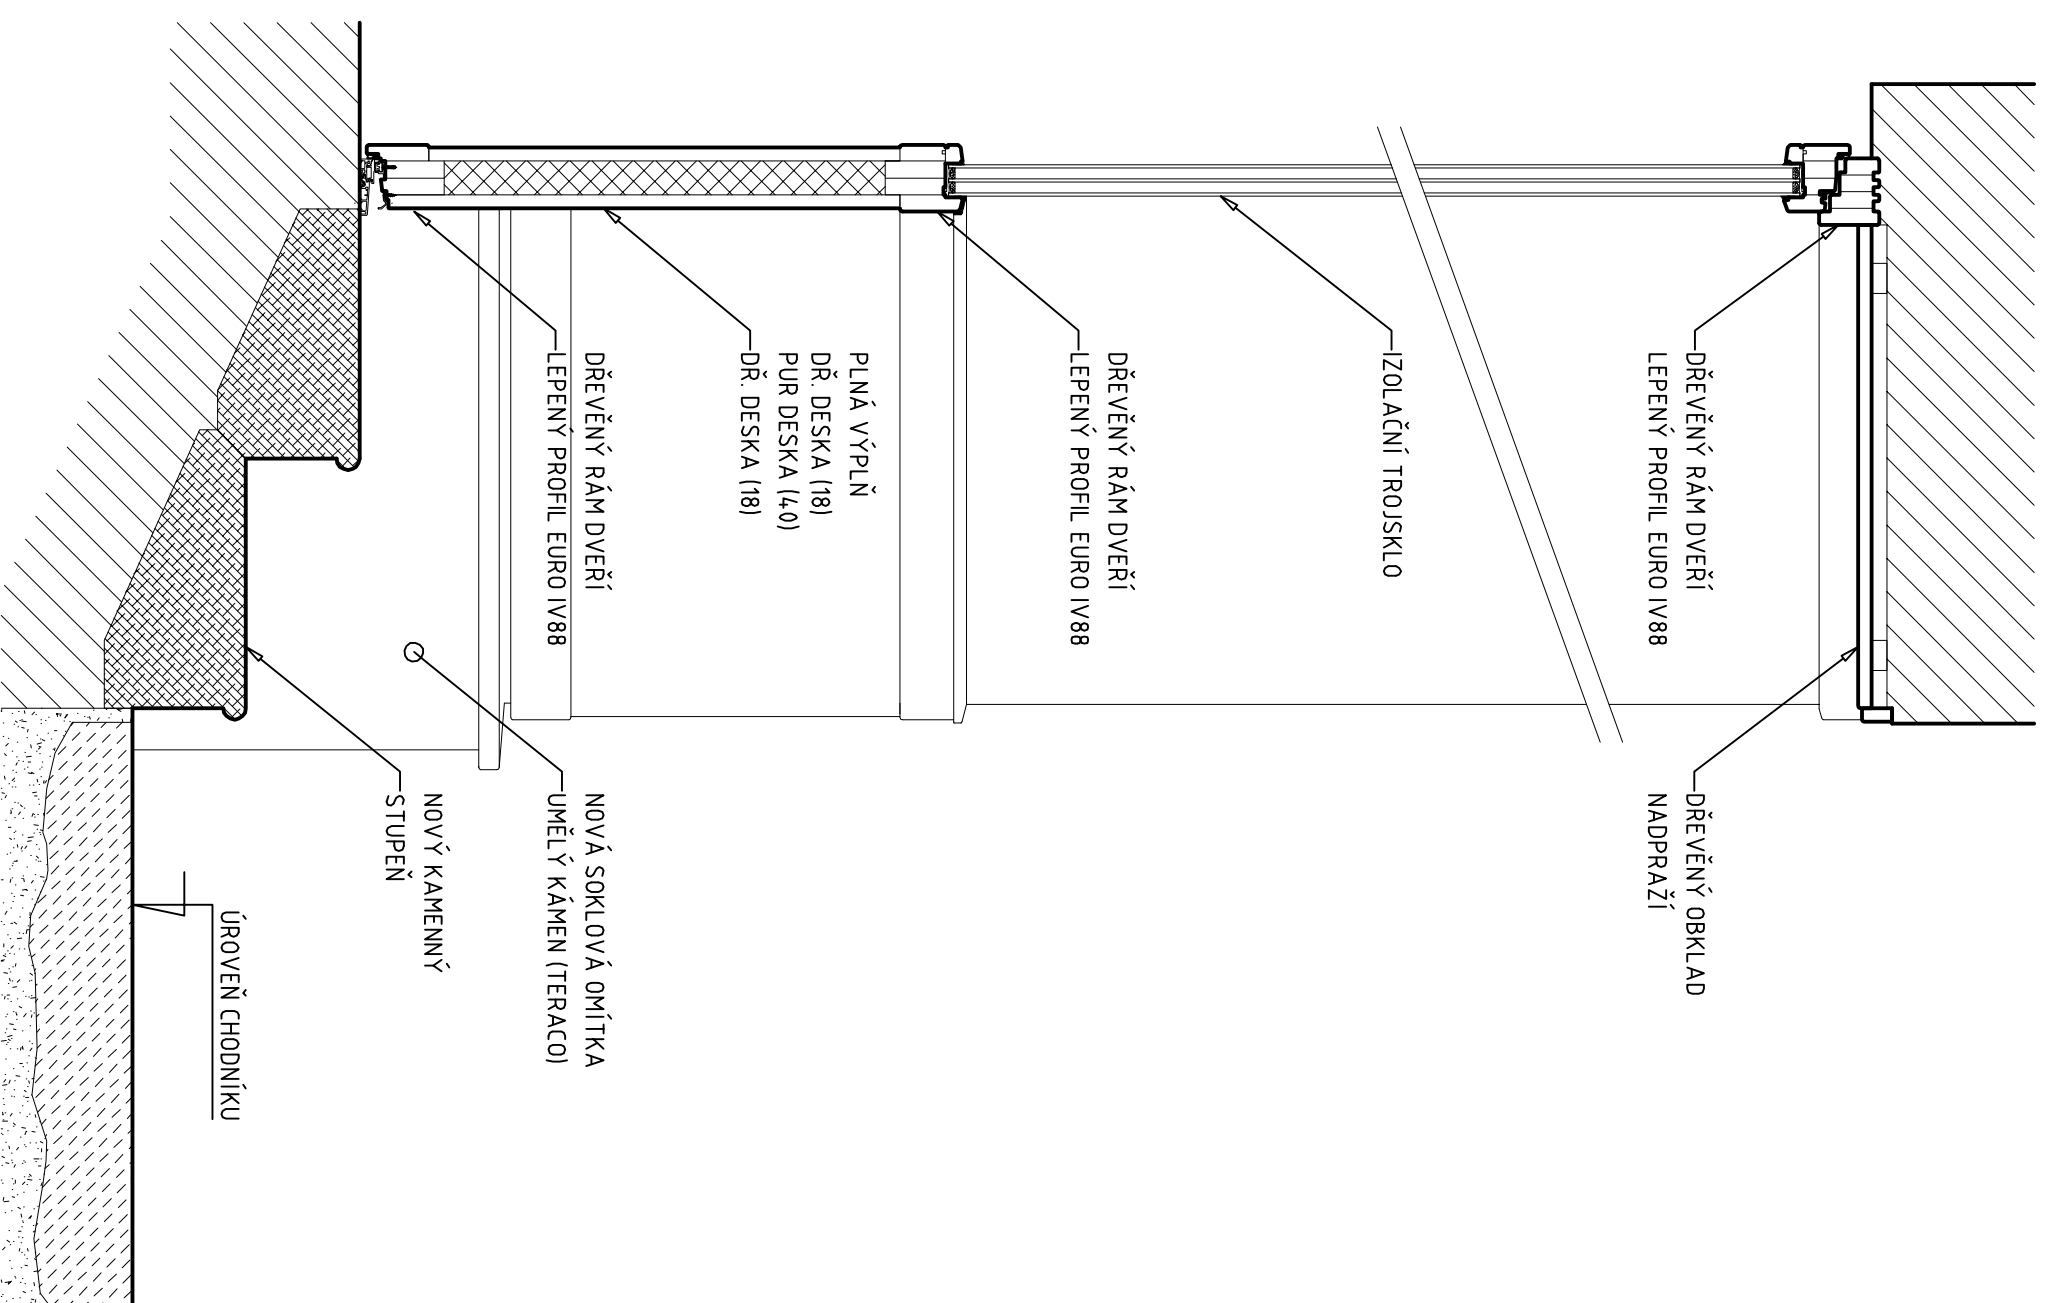 DŘEVĚNÝ RÁM DVEŘÍ
LEPENÝ PROFIL EURO IV88
DŘEVĚNÝ OBKLAD
NADPRAŽÍ
IZOLAČNÍ TROJSKLO
DŘEVĚNÝ RÁM DVEŘÍ
LEPENÝ PROFIL EURO IV88
PLNÁ VÝPLŇ
DŘ. DESKA (18)
PUR DESKA (40)
DŘ. DESKA (18)
DŘEVĚNÝ RÁM DVEŘÍ
LEPENÝ PROFIL EURO IV88
NOVÁ SOKLOVÁ OMÍTKA
UMĚLÝ KÁMEN (TERACO)
NOVÝ KAMENNÝ
STUPEŇ
ÚROVEŇ CHODNÍKU